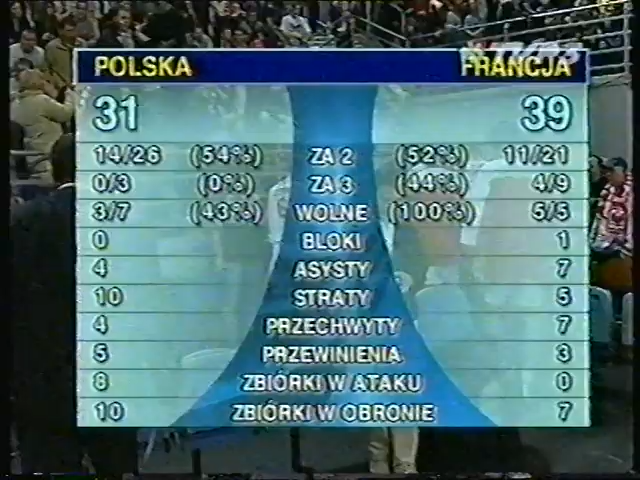 POLSKA FRANCJA
31 39
14/26 (54%) ZA 2 (52%) 11/21
0/3 (0%) ZA 3 (44%) 4/9
3/7 (43%) WOLNE (100%) 5/5
0 BLOKI 1
4 ASYSTY 7
10 STRATY 5
4 PRZECHWYTY 7
5 PRZEWINIENIA 3
8 ZBIÓRKI W ATAKU 0
10 ZBIÓRKI W OBRONIE 7